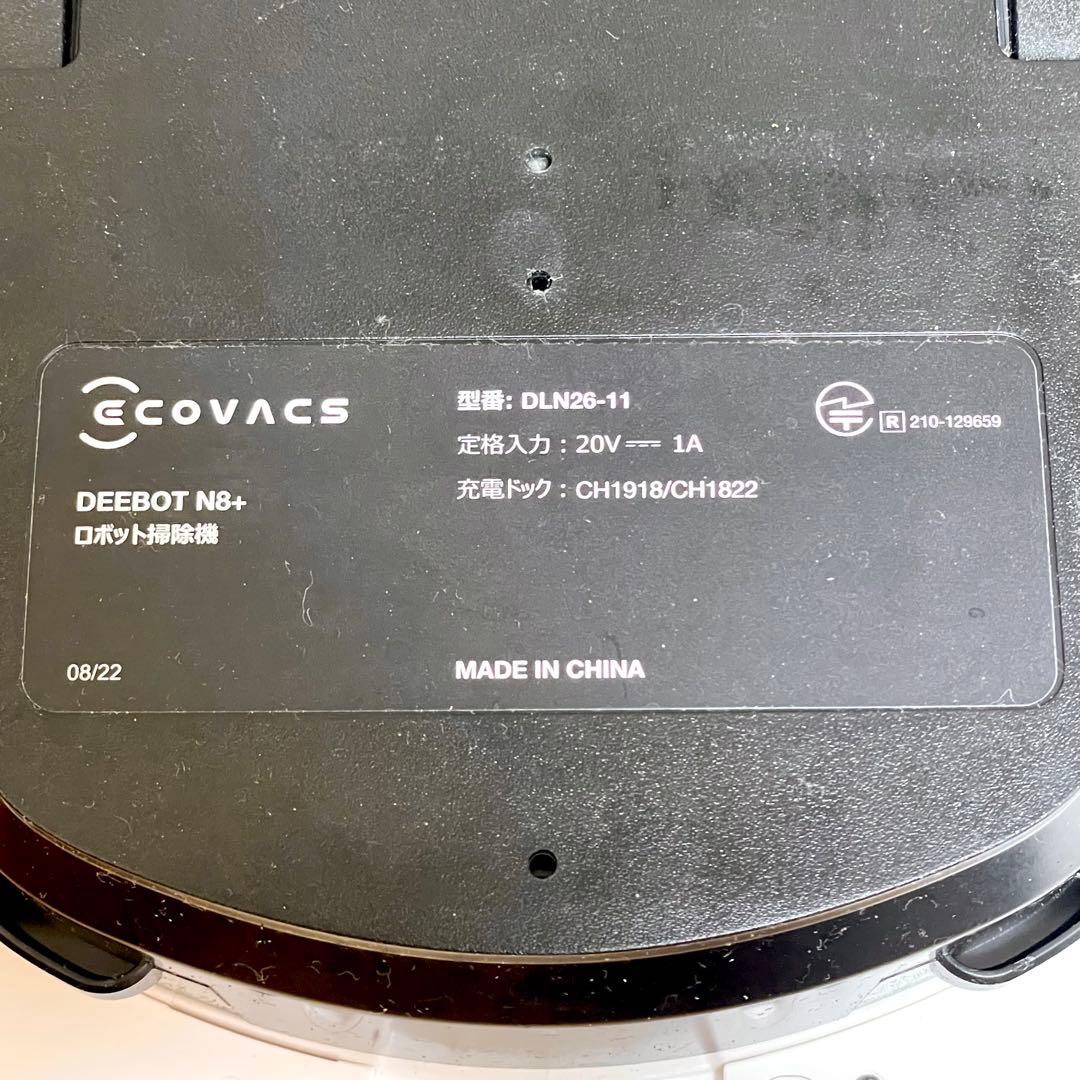 ECOVACS
DEEBOT N8+
ロボット掃除機
型番: DLN26-11
定格入力 : 20V⎓ 1A
充電ドック : CH1918/CH1822
R 210-129659
08/22
MADE IN CHINA